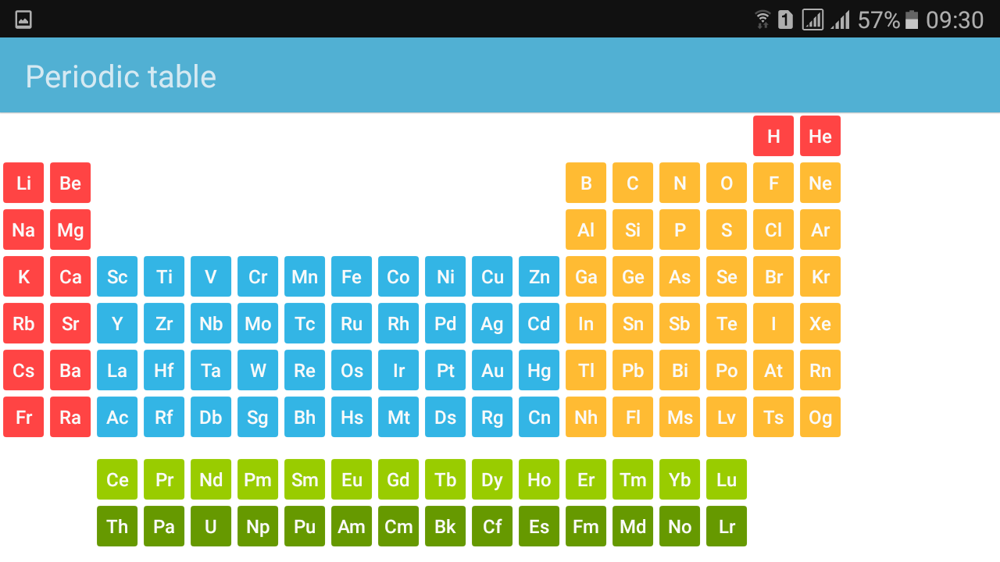 1 57% 09:30
Periodic table
H He
Li Be B C N O F Ne
Na Mg Al Si P S Cl Ar
K Ca Sc Ti V Cr Mn Fe Co Ni Cu Zn Ga Ge As Se Br Kr
Rb Sr Y Zr Nb Mo Tc Ru Rh Pd Ag Cd In Sn Sb Te I Xe
Cs Ba La Hf Ta W Re Os Ir Pt Au Hg Tl Pb Bi Po At Rn
Fr Ra Ac Rf Db Sg Bh Hs Mt Ds Rg Cn Nh Fl Ms Lv Ts Og
Ce Pr Nd Pm Sm Eu Gd Tb Dy Ho Er Tm Yb Lu
Th Pa U Np Pu Am Cm Bk Cf Es Fm Md No Lr